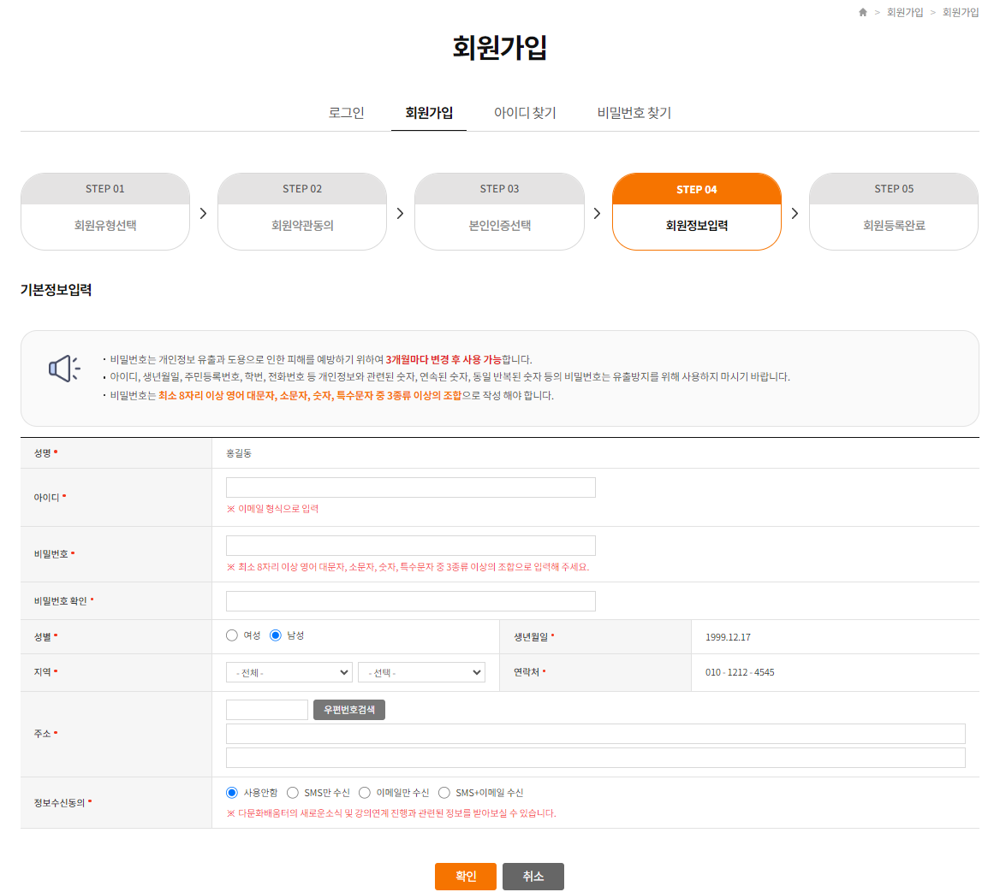 > 회원가입 > 회원가입
회원가입
로그인 회원가입 아이디 찾기 비밀번호 찾기
STEP 01 STEP 02 STEP 03 STEP 04 STEP 05
회원유형선택 회원약관동의 본인인증선택 회원정보입력 회원등록완료
기본정보입력
· 비밀번호는 개인정보 유출과 도용으로 인한 피해를 예방하기 위하여 3개월마다 변경 후 사용 가능합니다.
· 아이디, 생년월일, 주민등록번호, 학번, 전화번호 등 개인정보와 관련된 숫자, 연속된 숫자, 동일 반복된 숫자 등의 비밀번호는 유출방지를 위해 사용하지 마시기 바랍니다.
· 비밀번호는 최소 8자리 이상 영어 대문자, 소문자, 숫자, 특수문자 중 3종류 이상의 조합으로 작성 해야 합니다.
성명 홍길동
아이디
※ 이메일 형식으로 입력
비밀번호
※ 최소 8자리 이상 영어 대문자, 소문자, 숫자, 특수문자 중 3종류 이상의 조합으로 입력해 주세요.
비밀번호 확인
성별 여성 남성 생년월일 1999.12.17
지역 - 전체 - - 선택 - 연락처 010 - 1212 - 4545
우편번호검색
주소
정보수신동의 사용안함 SMS만 수신 이메일만 수신 SMS+이메일 수신
※ 다문화배움터의 새로운소식 및 강의연계 진행과 관련된 정보를 받아보실 수 있습니다.
확인 취소